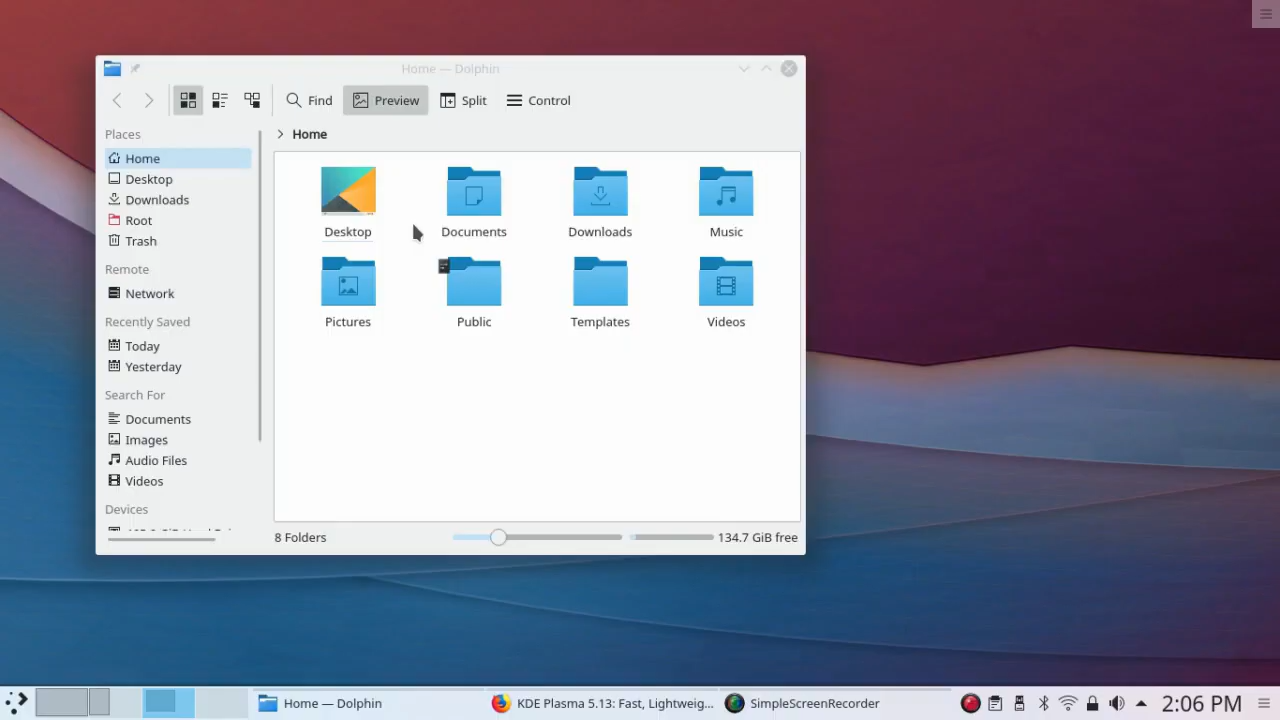 Home — Dolphin
Find
Preview
Split
Control
Places
Home
Desktop
Downloads
Root
Trash
Remote
Network
Recently Saved
Today
Yesterday
Search For
Documents
Images
Audio Files
Videos
Devices
Home
Desktop
Documents
Downloads
Music
Pictures
Public
Templates
Videos
8 Folders
134.7 GiB free
Home — Dolphin
KDE Plasma 5.13: Fast, Lightweig...
SimpleScreenRecorder
2:06 PM